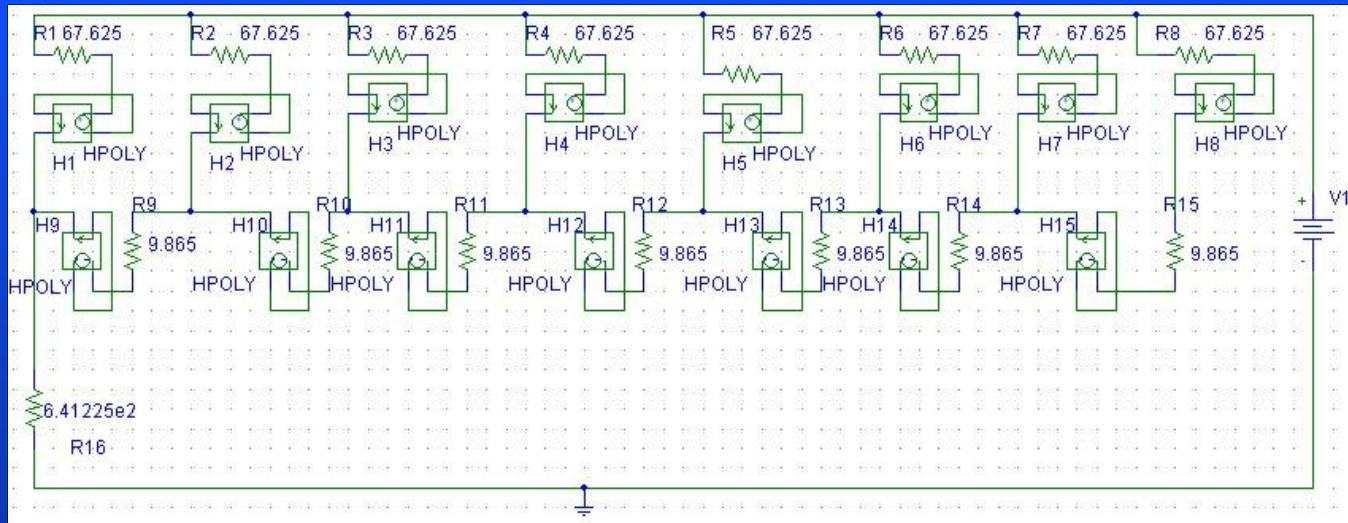 R1 67.625 R2 67.625 R3 67.625 R4 67.625 R5 67.625 R6 67.625 R7 67.625 R8 67.625
H1 HPOLY H2 HPOLY H3 HPOLY H4 HPOLY H5 HPOLY H6 HPOLY H7 HPOLY H8 HPOLY
R9 R10 R11 R12 R13 R14 R15 + V1
H9 H10 H11 H12 H13 H14 H15
9.865 9.865 9.865 9.865 9.865 9.865 9.865 -
HPOLY HPOLY HPOLY HPOLY HPOLY HPOLY HPOLY
6.41225e2
R16